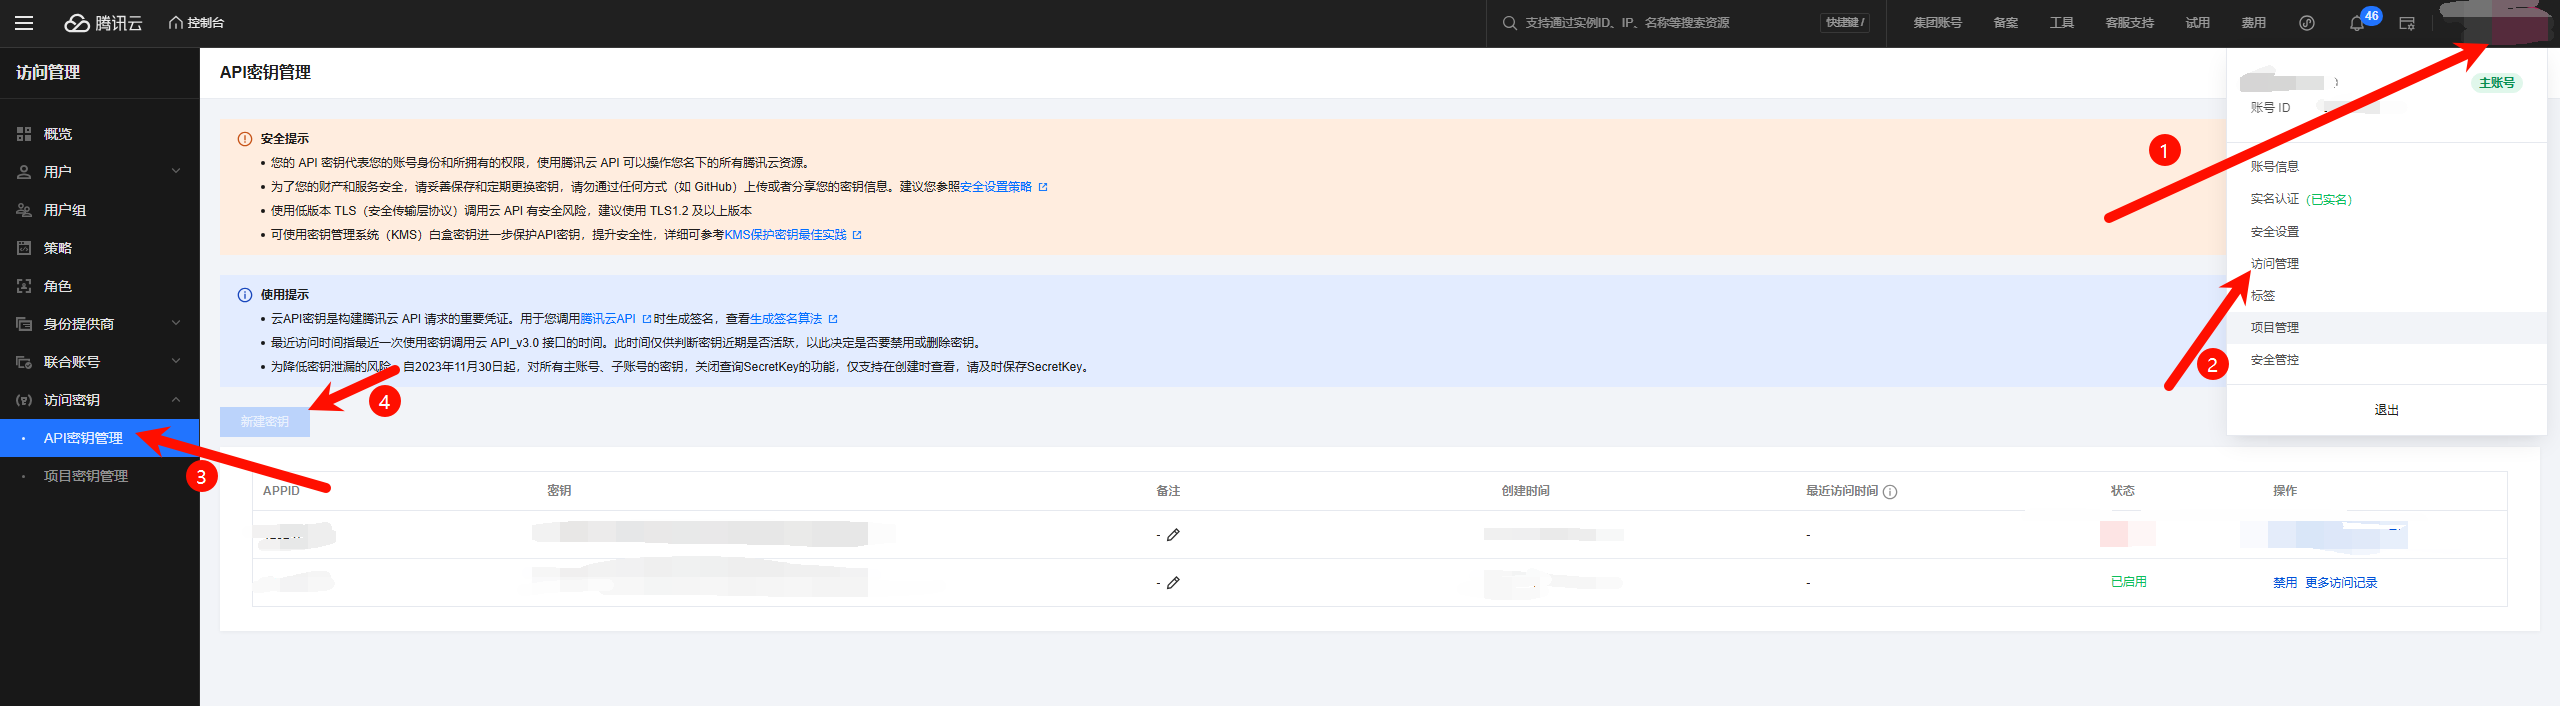 腾讯云
控制台
支持通过实例ID、IP、名称等搜索资源
快捷键 /
集团账号
备案
工具
客服支持
试用
费用
46
访问管理
概览
用户
用户组
策略
角色
身份提供商
联合账号
访问密钥
API密钥管理
项目密钥管理
API密钥管理
安全提示
• 您的 API 密钥代表您的账号身份和所拥有的权限，使用腾讯云 API 可以操作您名下的所有腾讯云资源。
• 为了您的财产和服务安全，请妥善保存和定期更换密钥，请勿通过任何方式（如 GitHub）上传或者分享您的密钥信息。建议您参照安全设置策略
• 使用低版本 TLS（安全传输层协议）调用云 API 有安全风险，建议使用 TLS1.2 及以上版本
• 可使用密钥管理系统（KMS）白盒密钥进一步保护API密钥，提升安全性，详细可参考KMS保护密钥最佳实践
使用提示
• 云API密钥是构建腾讯云 API 请求的重要凭证。用于您调用腾讯云API 时生成签名，查看生成签名算法
• 最近访问时间指最近一次使用密钥调用云 API_v3.0 接口的时间。此时间仅供判断密钥近期是否活跃，以此决定是否要禁用或删除密钥。
• 为降低密钥泄漏的风险 自2023年11月30日起，对所有主账号、子账号的密钥，关闭查询SecretKey的功能，仅支持在创建时查看，请及时保存SecretKey。
新建密钥
APPID 密钥 备注 创建时间 最近访问时间 状态 操作
- -
- - 已启用 禁用 更多访问记录
主账号
账号 ID
账号信息
实名认证（已实名）
安全设置
访问管理
标签
项目管理
安全管控
退出
1
2
3
4